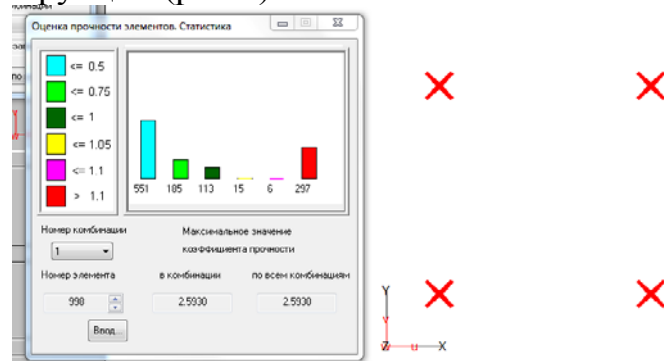 Оценка прочности элементов. Статистика
<= 0.5
<= 0.75
<= 1
<= 1.05
<= 1.1
> 1.1
551 185 113 15 6 297
Номер комбинации
Максимальное значение
коэффициента прочности
1
Номер элемента
в комбинации
по всем комбинациям
998
2.5930
2.5930
Ввод...
Y
v
Z
u
X